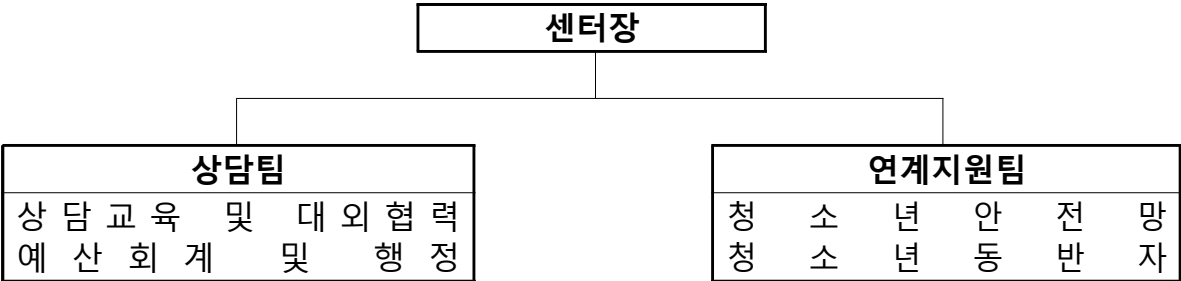 센터장
상담팀
상담교육 및 대외협력
예산회계 및 행정
연계지원팀
청소년안전망
청소년동반자